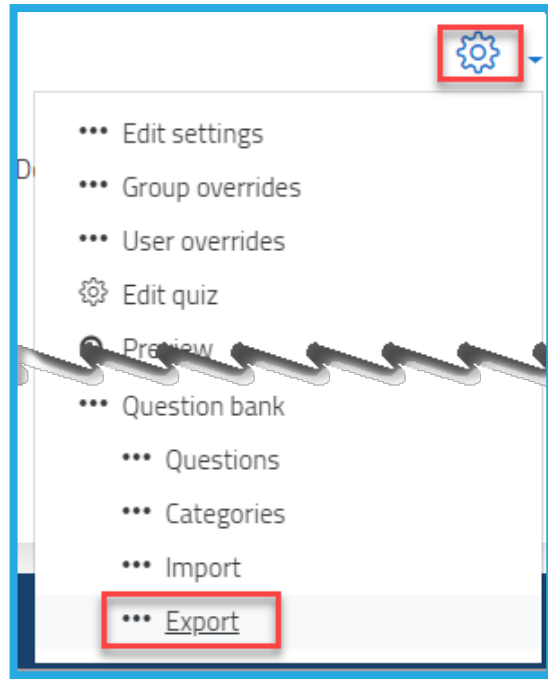 Edit settings
Group overrides
User overrides
Edit quiz
Preview
Question bank
Questions
Categories
Import
Export